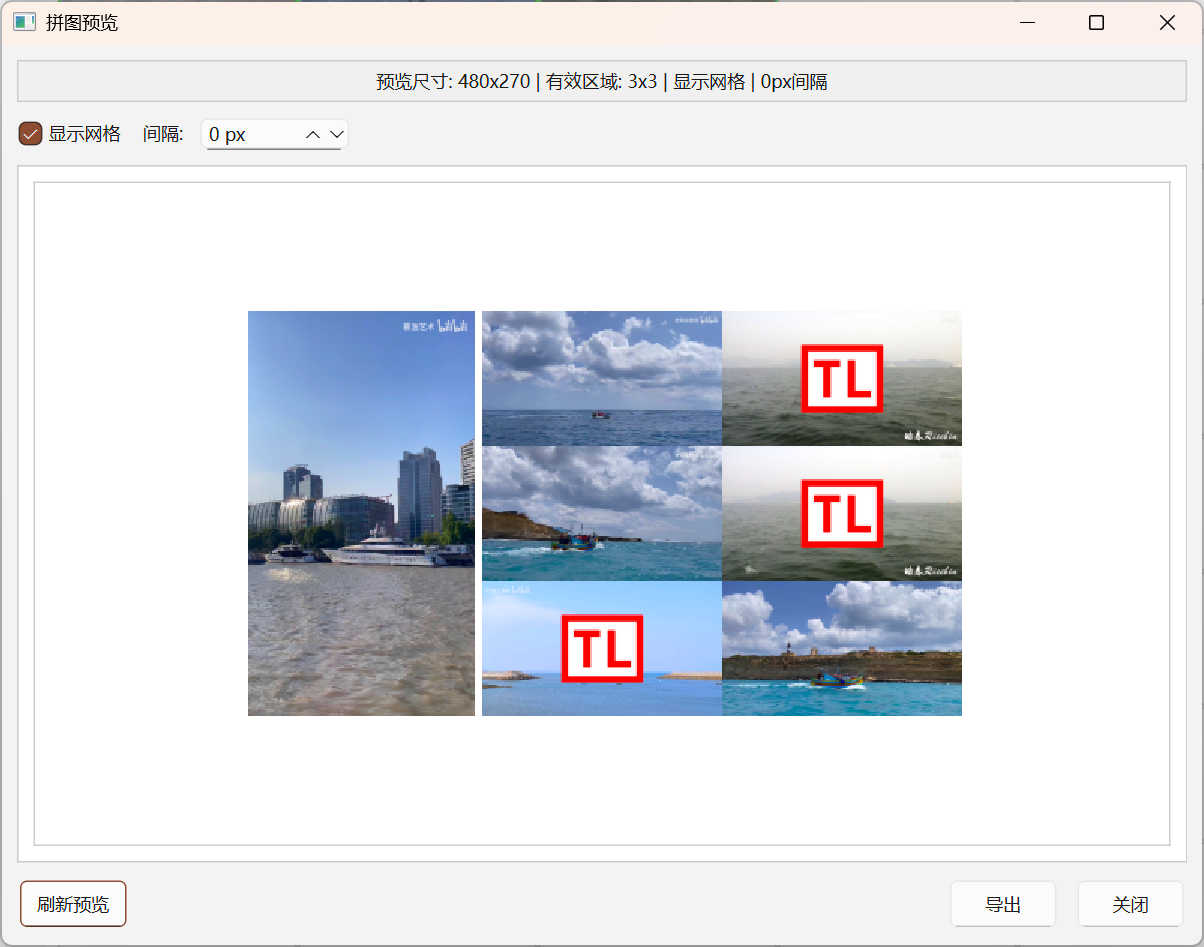 拼图预览
预览尺寸: 480x270 | 有效区域: 3x3 | 显示网格 | 0px间隔
显示网格 间隔: 0 px
bilibili
TL
TL
TL
刷新预览 导出 关闭